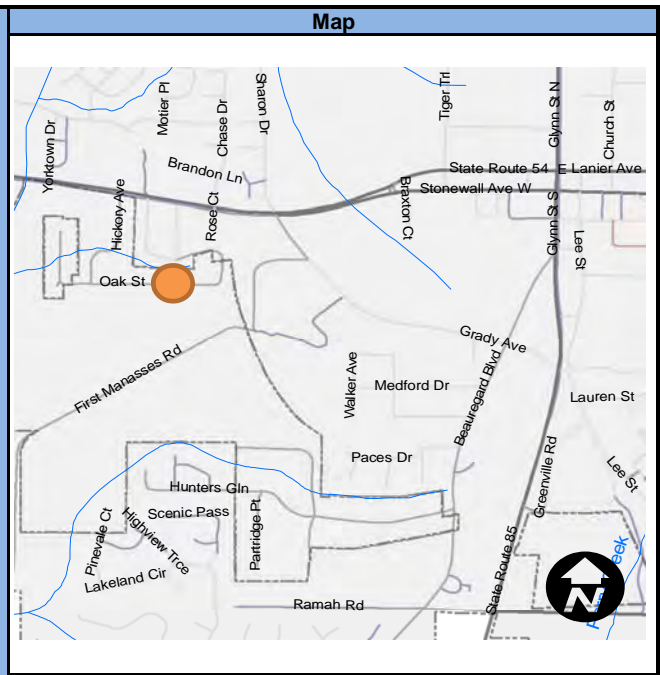 Map
Yorktown Dr
Motier Pl
Chase Dr
Sharon Dr
Tiger Trl
Glynn St N
Church St
Brandon Ln
State Route 54
E Lanier Ave
Stonewall Ave W
Hickory Ave
Rose Ct
Braxton Ct
Glynn St S
Lee St
Oak St
First Manasses Rd
Grady Ave
Walker Ave
Medford Dr
Beauregard Blvd
Lauren St
Paces Dr
Greenville Rd
Lee St
Hunters Gln
Scenic Pass
Partridge Pt
Pinevale Ct
Highview Trce
Lakeland Cir
State Route 85
Ramah Rd
N